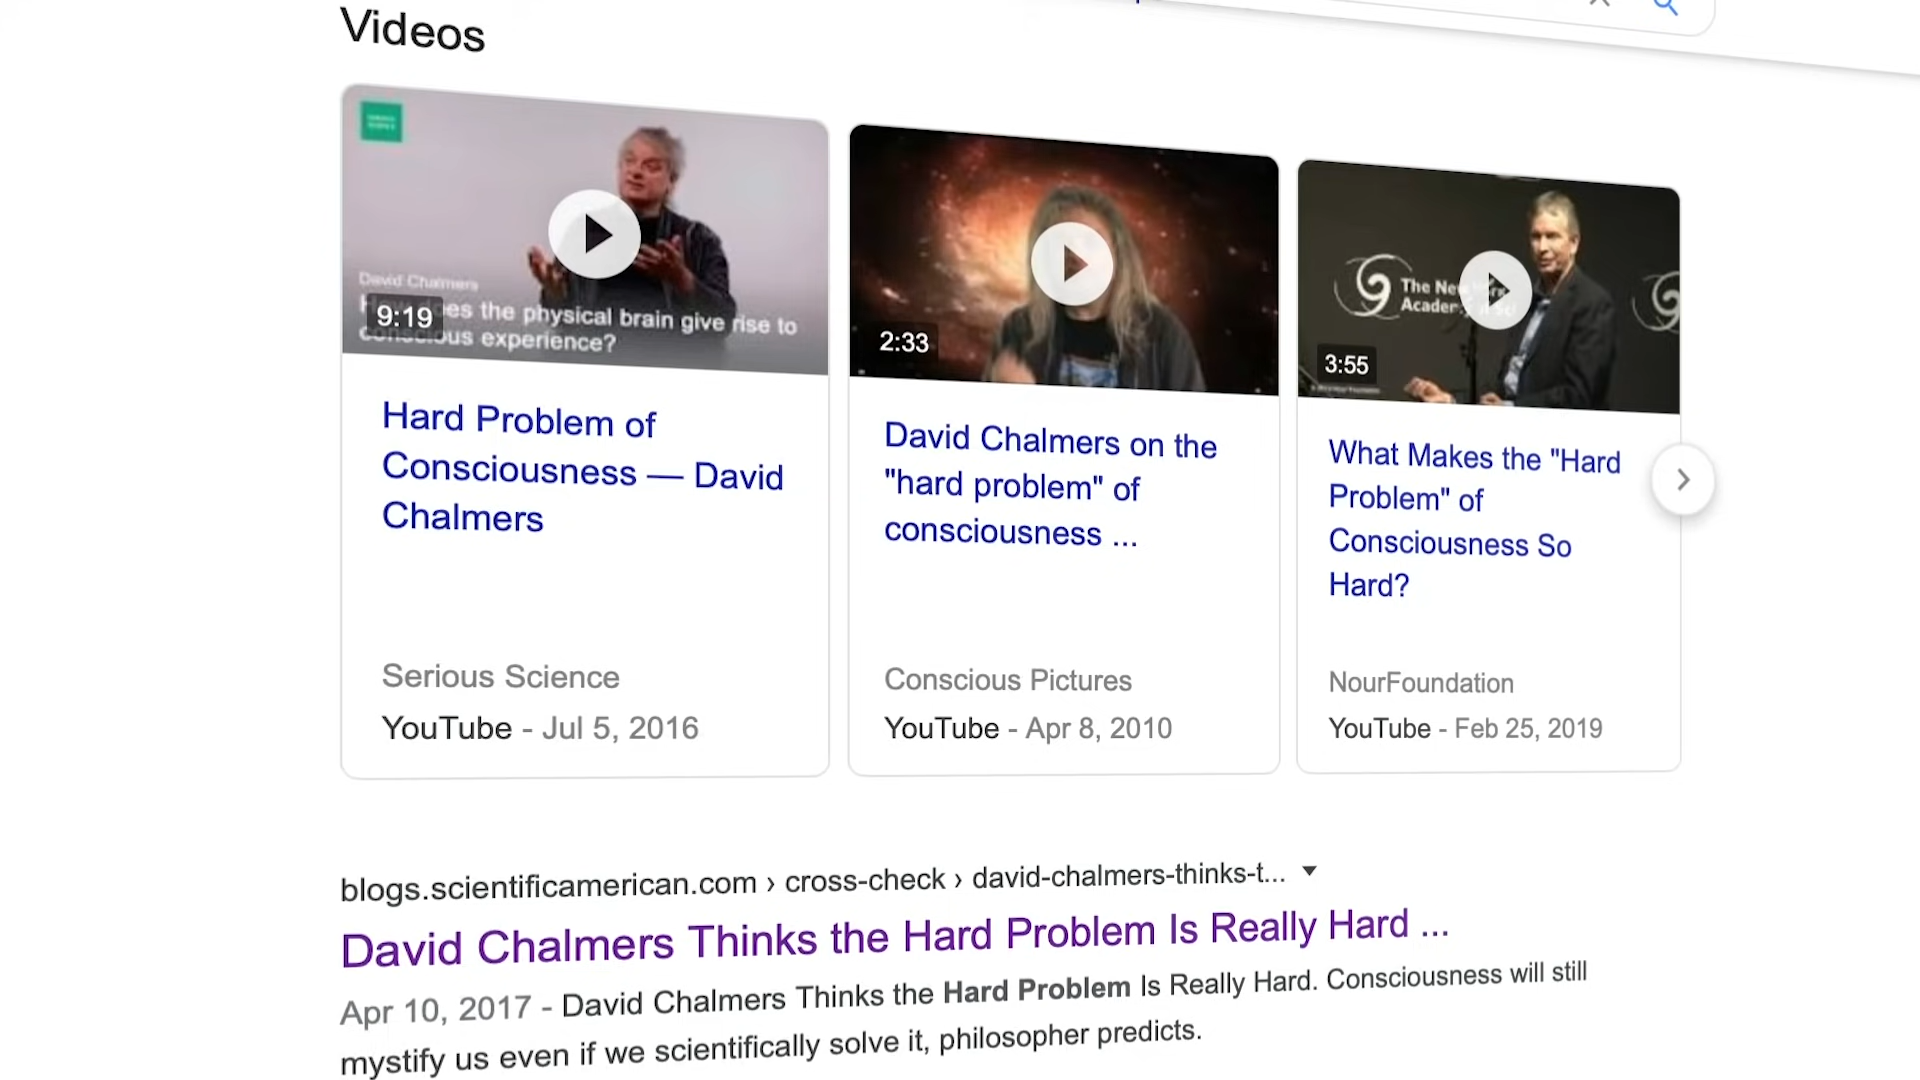 Videos
David Chalmers
es the physical brain give rise to
us experience?
9:19
Hard Problem of
Consciousness — David
Chalmers
Serious Science
YouTube - Jul 5, 2016
2:33
David Chalmers on the
"hard problem" of
consciousness ...
Conscious Pictures
YouTube - Apr 8, 2010
The New
Academ
3:55
What Makes the "Hard
Problem" of
Consciousness So
Hard?
NourFoundation
YouTube - Feb 25, 2019
blogs.scientificamerican.com › cross-check › david-chalmers-thinks-t...
David Chalmers Thinks the Hard Problem Is Really Hard ...
Apr 10, 2017 - David Chalmers Thinks the Hard Problem Is Really Hard. Consciousness will still
mystify us even if we scientifically solve it, philosopher predicts.